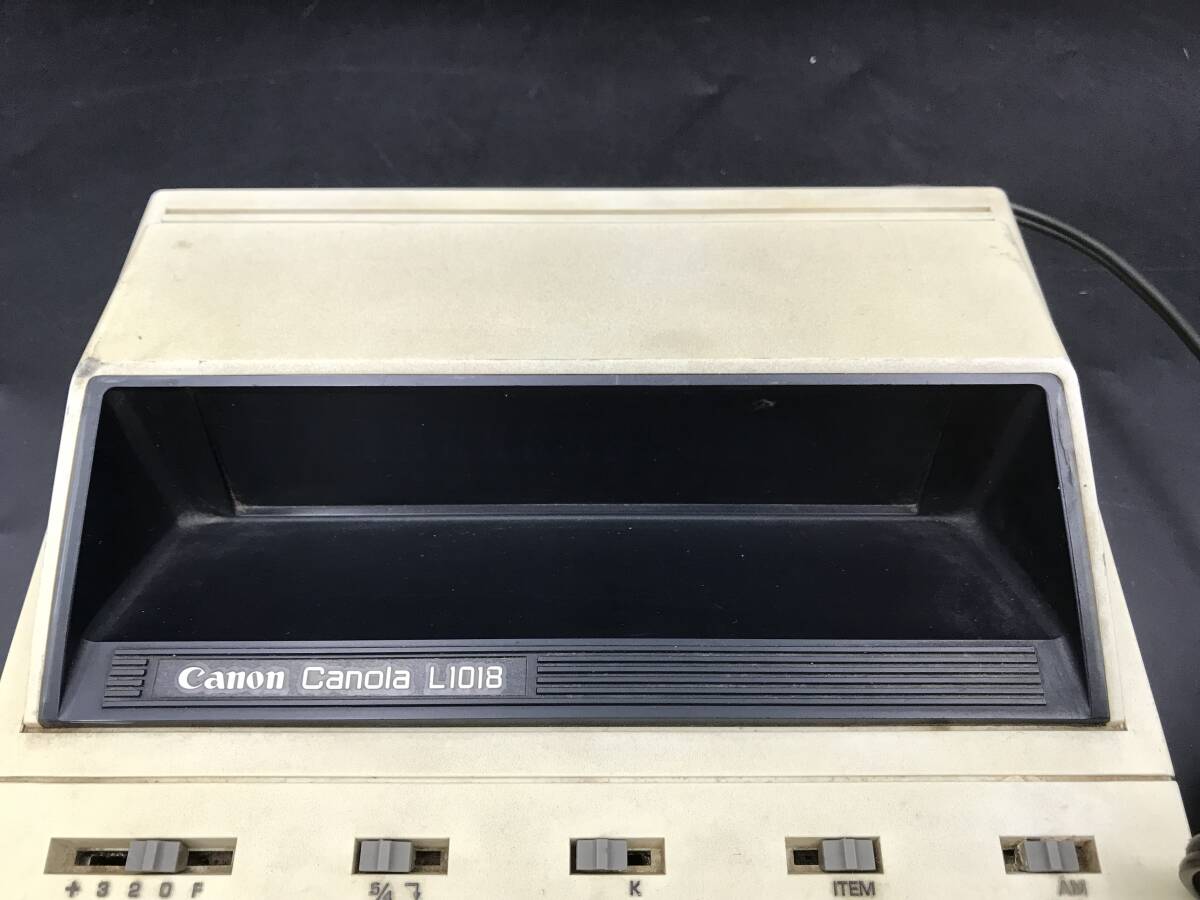 Canon Canola L1018
+ 3 2 0 F 5/4 ↴ K ITEM AM